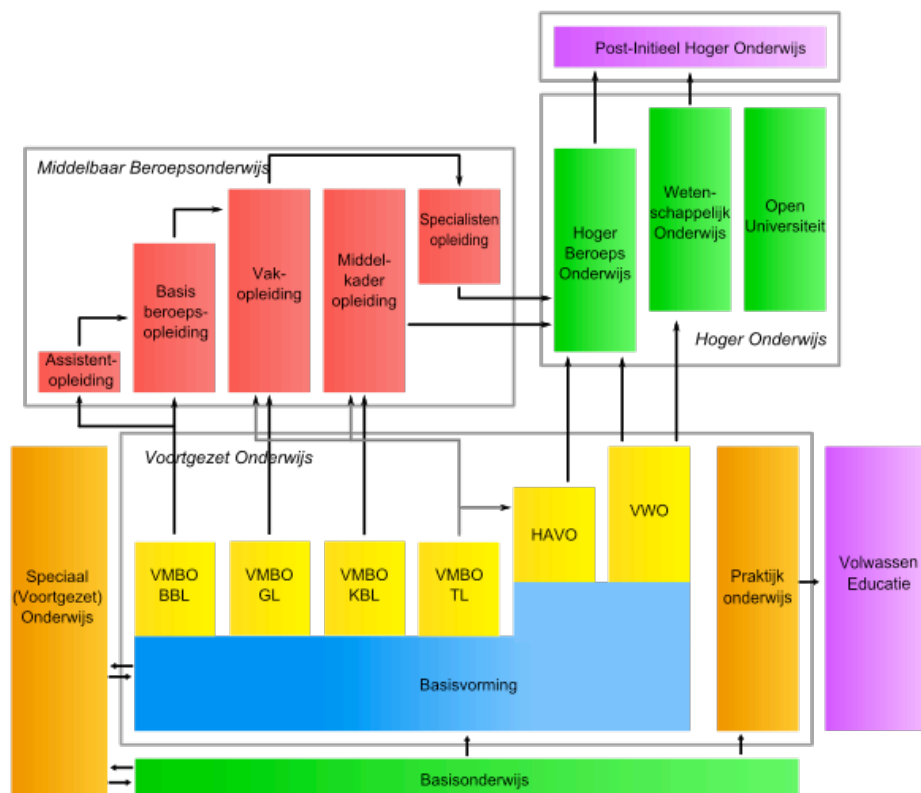 Post-Initieel Hoger Onderwijs
Middelbaar Beroepsonderwijs
Assistent-
opleiding
Basis
beroeps-
opleiding
Vak-
opleiding
Middel-
kader
opleiding
Specialisten
opleiding
Hoger
Beroeps
Onderwijs
Weten-
schappelijk
Onderwijs
Open
Universiteit
Hoger Onderwijs
Voortgezet Onderwijs
Speciaal
(Voortgezet)
Onderwijs
VMBO
BBL
VMBO
GL
VMBO
KBL
VMBO
TL
HAVO
VWO
Praktijk
onderwijs
Volwassen
Educatie
Basisvorming
Basisonderwijs